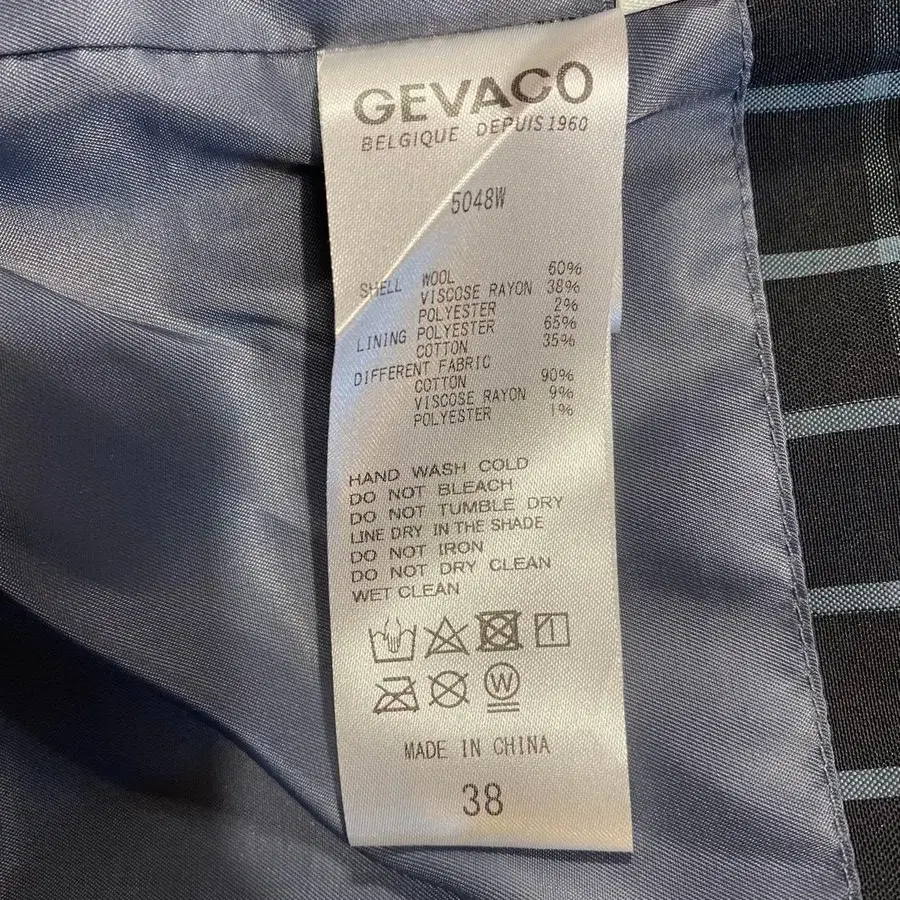 GEVACO
BELGIQUE DEPUIS 1960
5048W
SHELL WOOL 60%
VISCOSE RAYON 38%
POLYESTER 2%
LINING POLYESTER 65%
COTTON 35%
DIFFERENT FABRIC
COTTON 90%
VISCOSE RAYON 9%
POLYESTER 1%
HAND WASH COLD
DO NOT BLEACH
DO NOT TUMBLE DRY
LINE DRY IN THE SHADE
DO NOT IRON
DO NOT DRY CLEAN
WET CLEAN
W
MADE IN CHINA
38